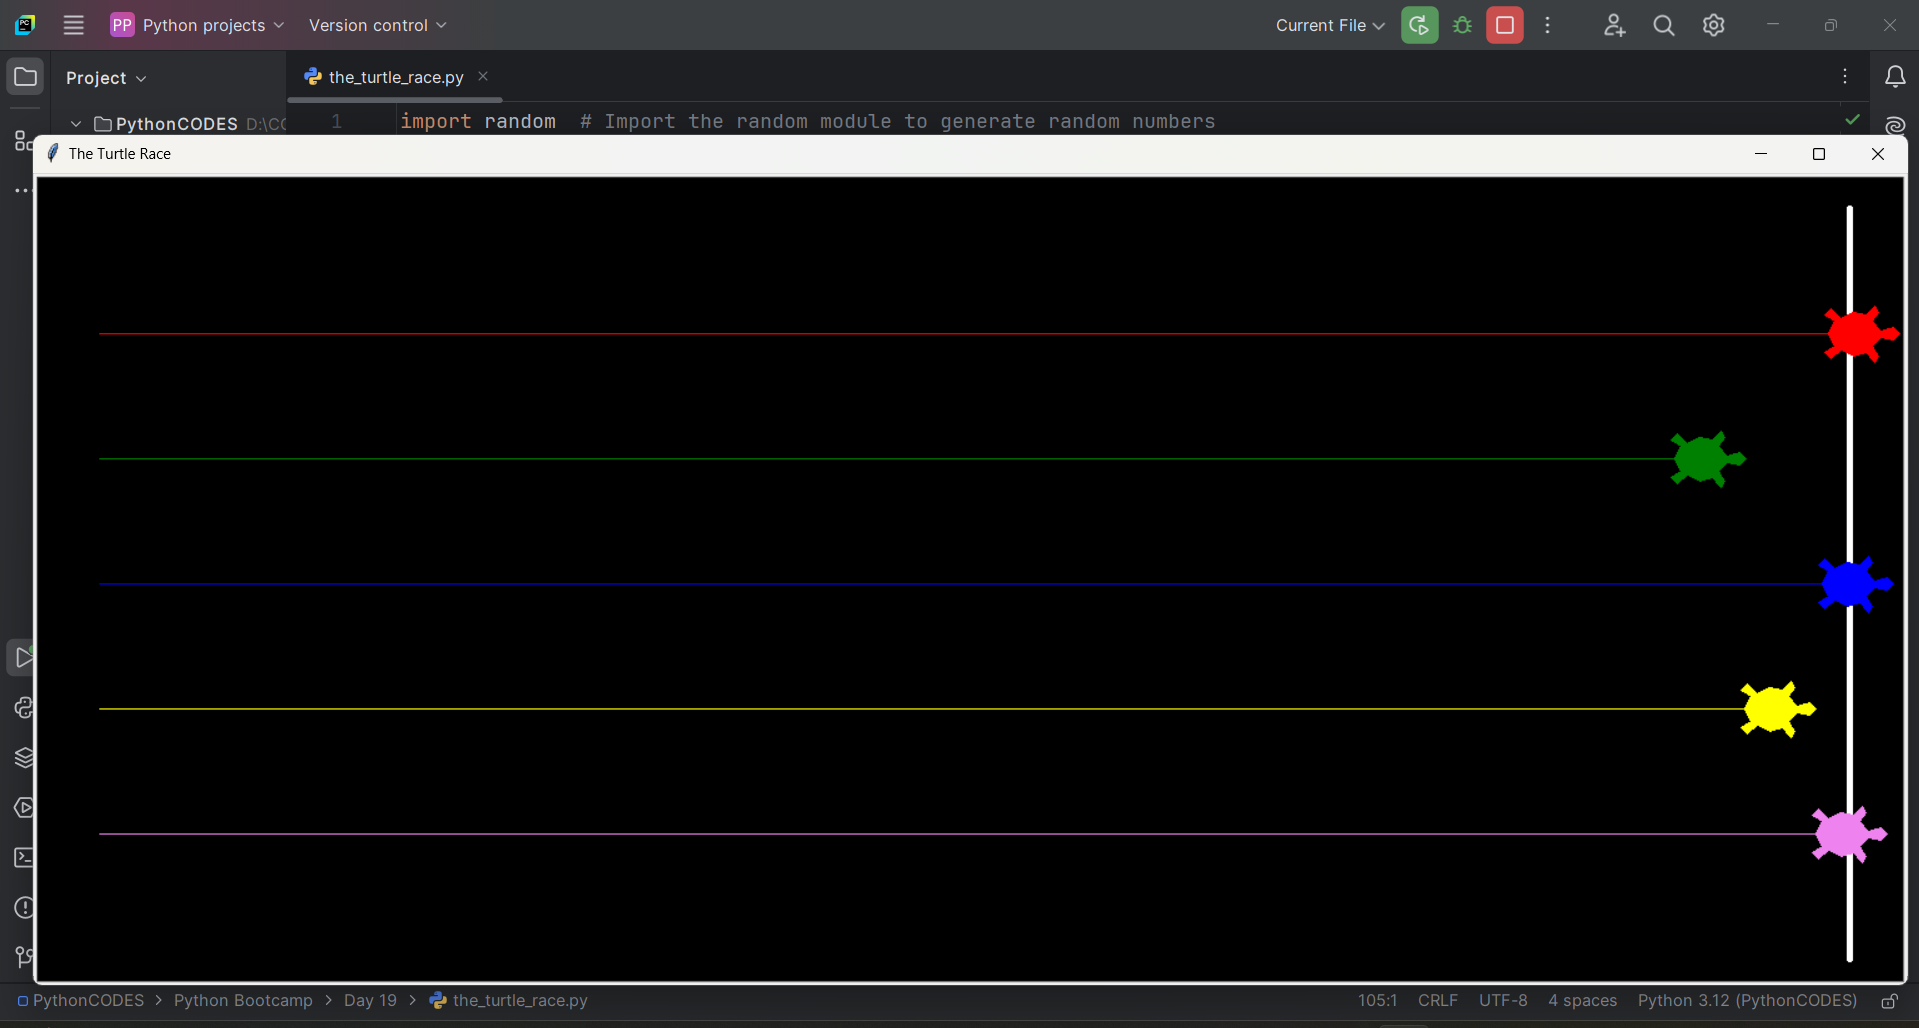 PP Python projects Version control Current File
Project the_turtle_race.py
PythonCODES D:\CC 1 import random # Import the random module to generate random numbers
The Turtle Race
PythonCODES > Python Bootcamp > Day 19 > the_turtle_race.py 105:1 CRLF UTF-8 4 spaces Python 3.12 (PythonCODES)